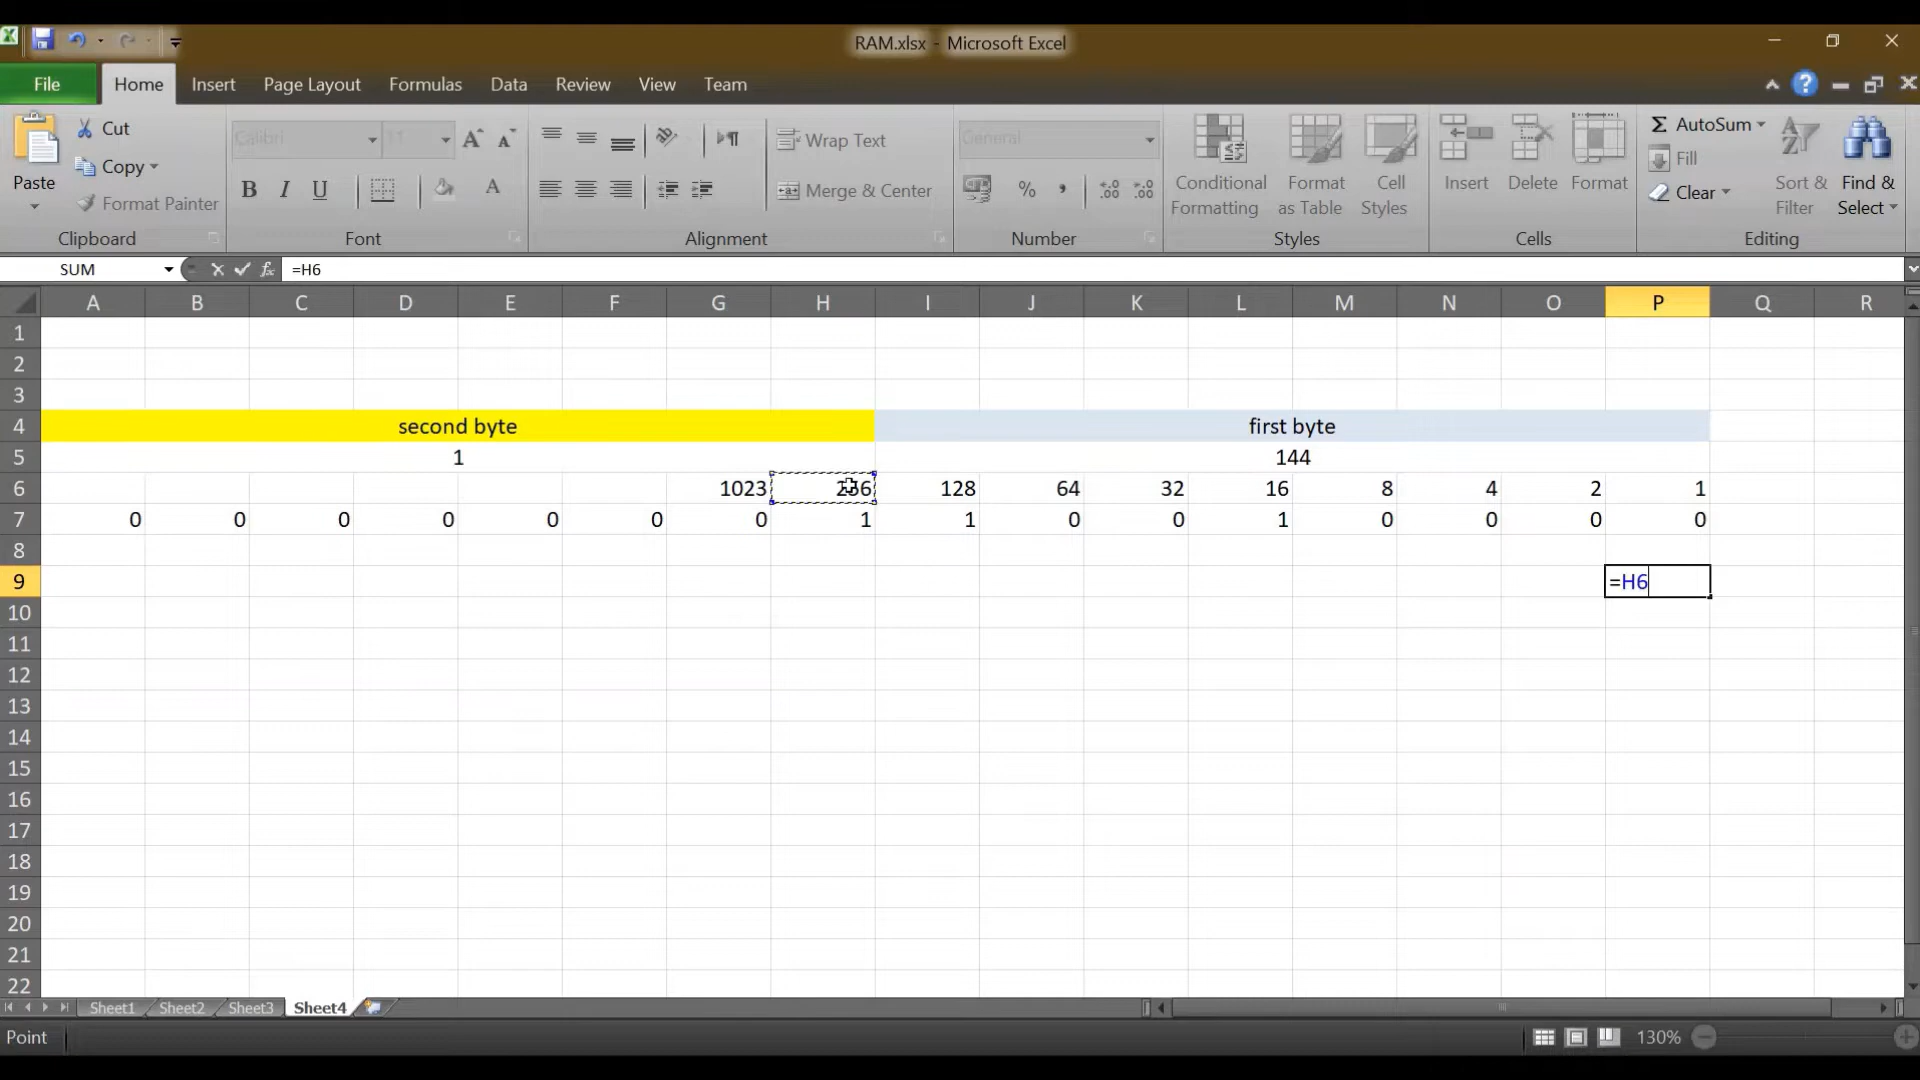 RAM.xlsx - Microsoft Excel
File Home Insert Page Layout Formulas Data Review View Team
Paste
Cut
Copy
Format Painter
Clipboard
Calibri 11
B I U
Font
Wrap Text
Merge & Center
Alignment
General
%
Number
Conditional Formatting
Format as Table
Cell Styles
Styles
Insert
Delete
Format
Cells
Σ AutoSum
Fill
Clear
Sort & Filter
Find & Select
Editing
SUM fx =H6
A B C D E F G H I J K L M N O P Q R
1
2
3
4 second byte first byte
5 1 144
6 1023 256 128 64 32 16 8 4 2 1
7 0 0 0 0 0 0 0 1 1 0 0 1 0 0 0 0
8
9 =H6
10
11
12
13
14
15
16
17
18
19
20
21
22
Sheet1 Sheet2 Sheet3 Sheet4
Point 130%